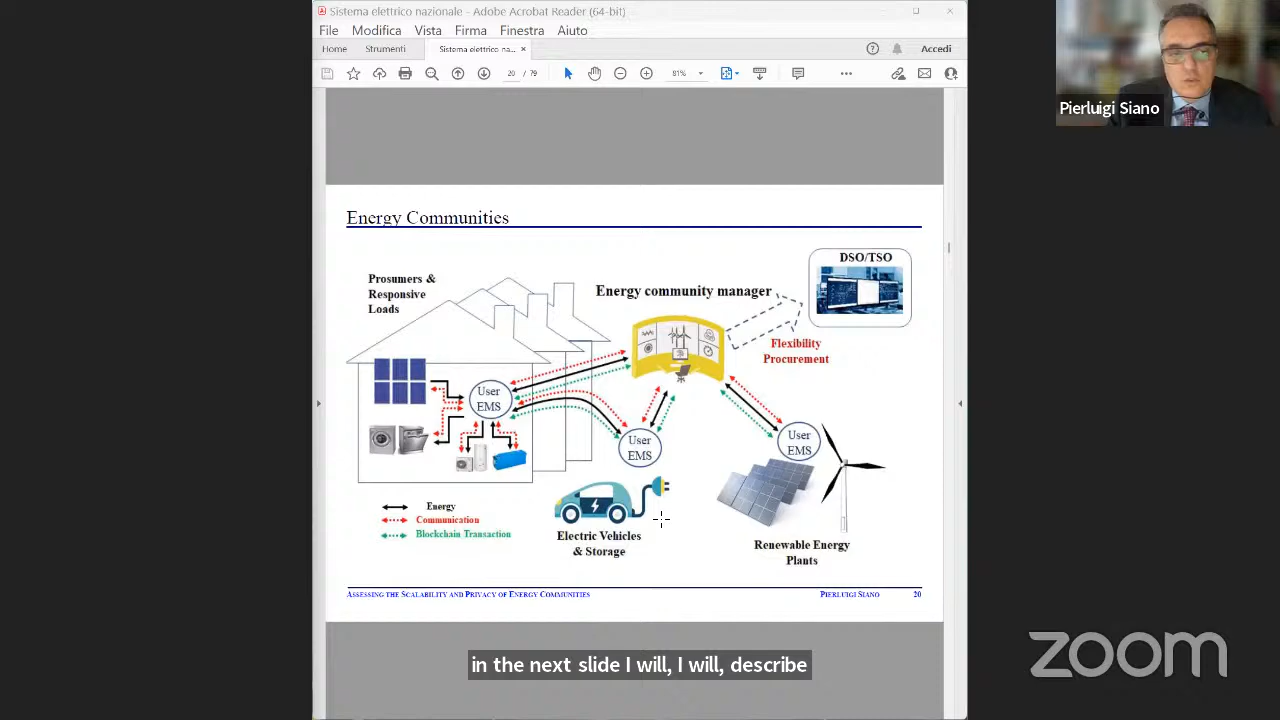 Sistema elettrico nazionale - Adobe Acrobat Reader (64-bit)
File Modifica Vista Firma Finestra Aiuto
Home Strumenti Sistema elettrico na... × Accedi
20 / 79 81%
Pierluigi Siano
Energy Communities
Prosumers &
Responsive
Loads
Energy community manager
DSO/TSO
Flexibility
Procurement
User
EMS
User
EMS
User
EMS
Energy
Communication
Blockchain Transaction
Electric Vehicles
& Storage
Renewable Energy
Plants
ASSESSING THE SCALABILITY AND PRIVACY OF ENERGY COMMUNITIES PIERLUIGI SIANO 20
in the next slide I will, I will, describe
zoom